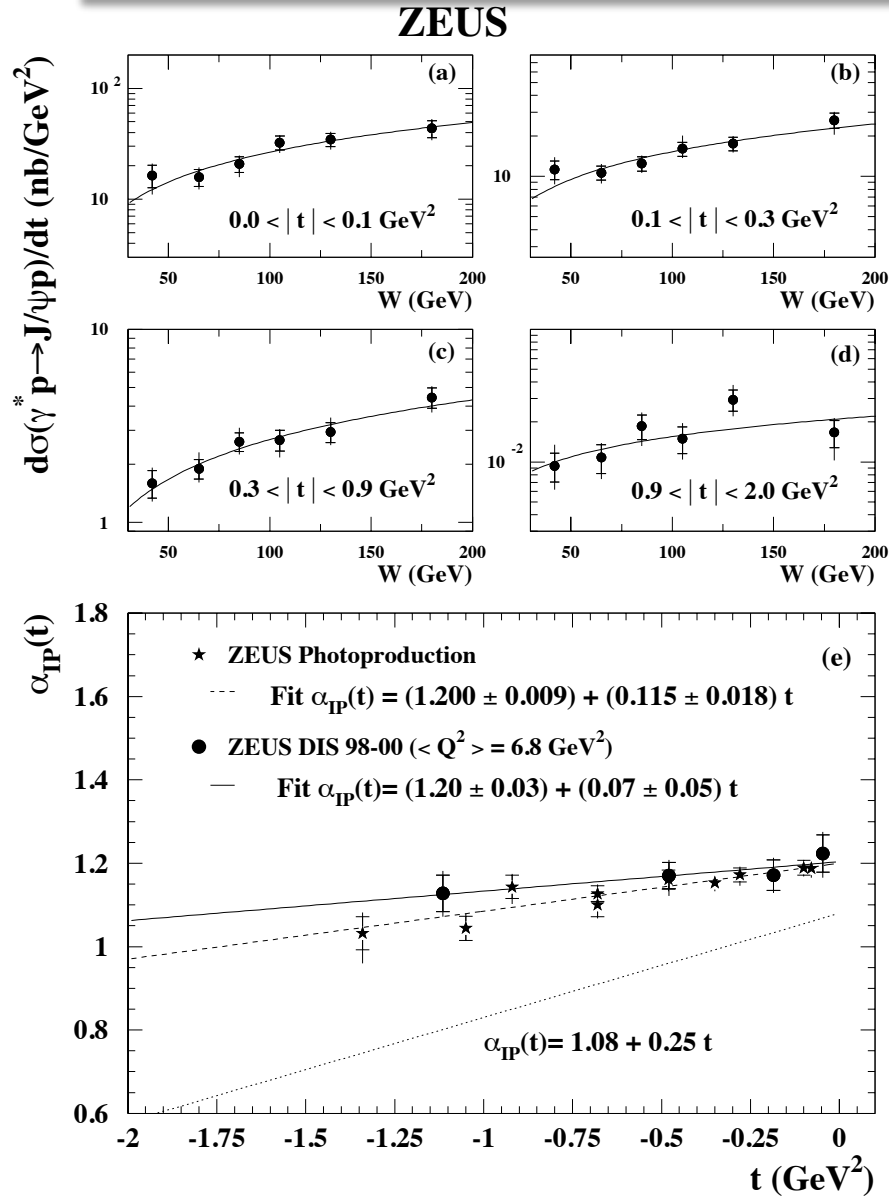 ZEUS
dσ(γ* p→J/ψp)/dt (nb/GeV²)
(a)
10²
10
0.0 < | t | < 0.1 GeV²
50 100 150 200
W (GeV)
(b)
10
0.1 < | t | < 0.3 GeV²
50 100 150 200
W (GeV)
(c)
10
1
0.3 < | t | < 0.9 GeV²
50 100 150 200
W (GeV)
(d)
10⁻²
0.9 < | t | < 2.0 GeV²
50 100 150 200
W (GeV)
α_IP(t)
1.8
1.6
1.4
1.2
1
0.8
0.6
(e)
ZEUS Photoproduction
Fit α_IP(t) = (1.200 ± 0.009) + (0.115 ± 0.018) t
ZEUS DIS 98-00 (< Q² > = 6.8 GeV²)
Fit α_IP(t)= (1.20 ± 0.03) + (0.07 ± 0.05) t
α_IP(t)= 1.08 + 0.25 t
-2 -1.75 -1.5 -1.25 -1 -0.75 -0.5 -0.25 0
t (GeV²)